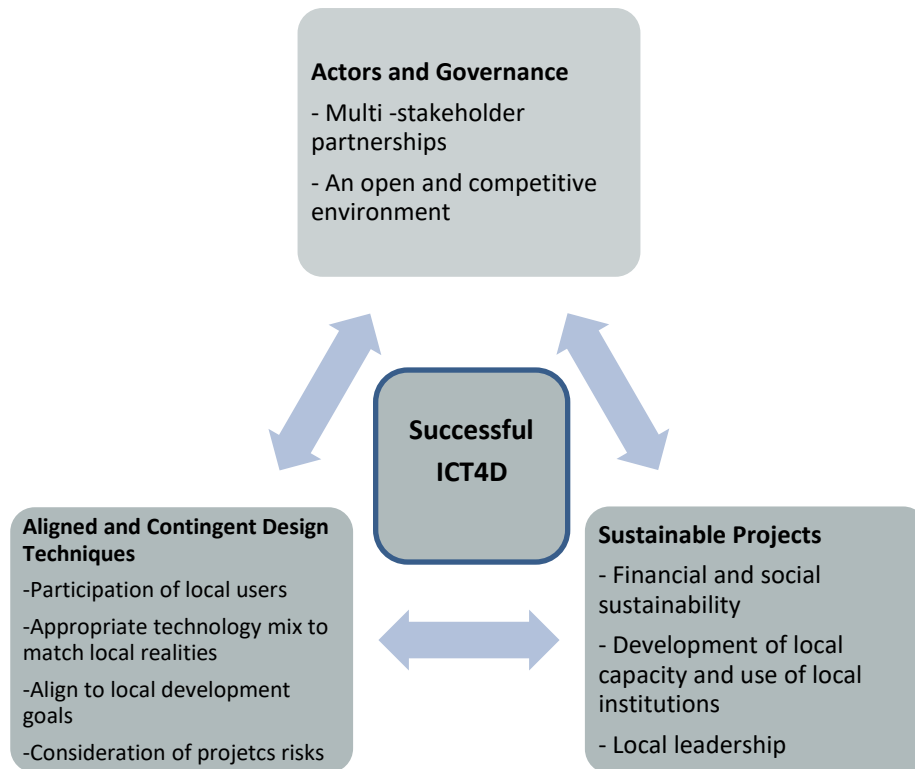 Actors and Governance
- Multi -stakeholder
partnerships
- An open and competitive
environment
Successful
ICT4D
Aligned and Contingent Design
Techniques
-Participation of local users
-Appropriate technology mix to
match local realities
-Align to local development
goals
-Consideration of projetcs risks
Sustainable Projects
- Financial and social
sustainability
- Development of local
capacity and use of local
institutions
- Local leadership